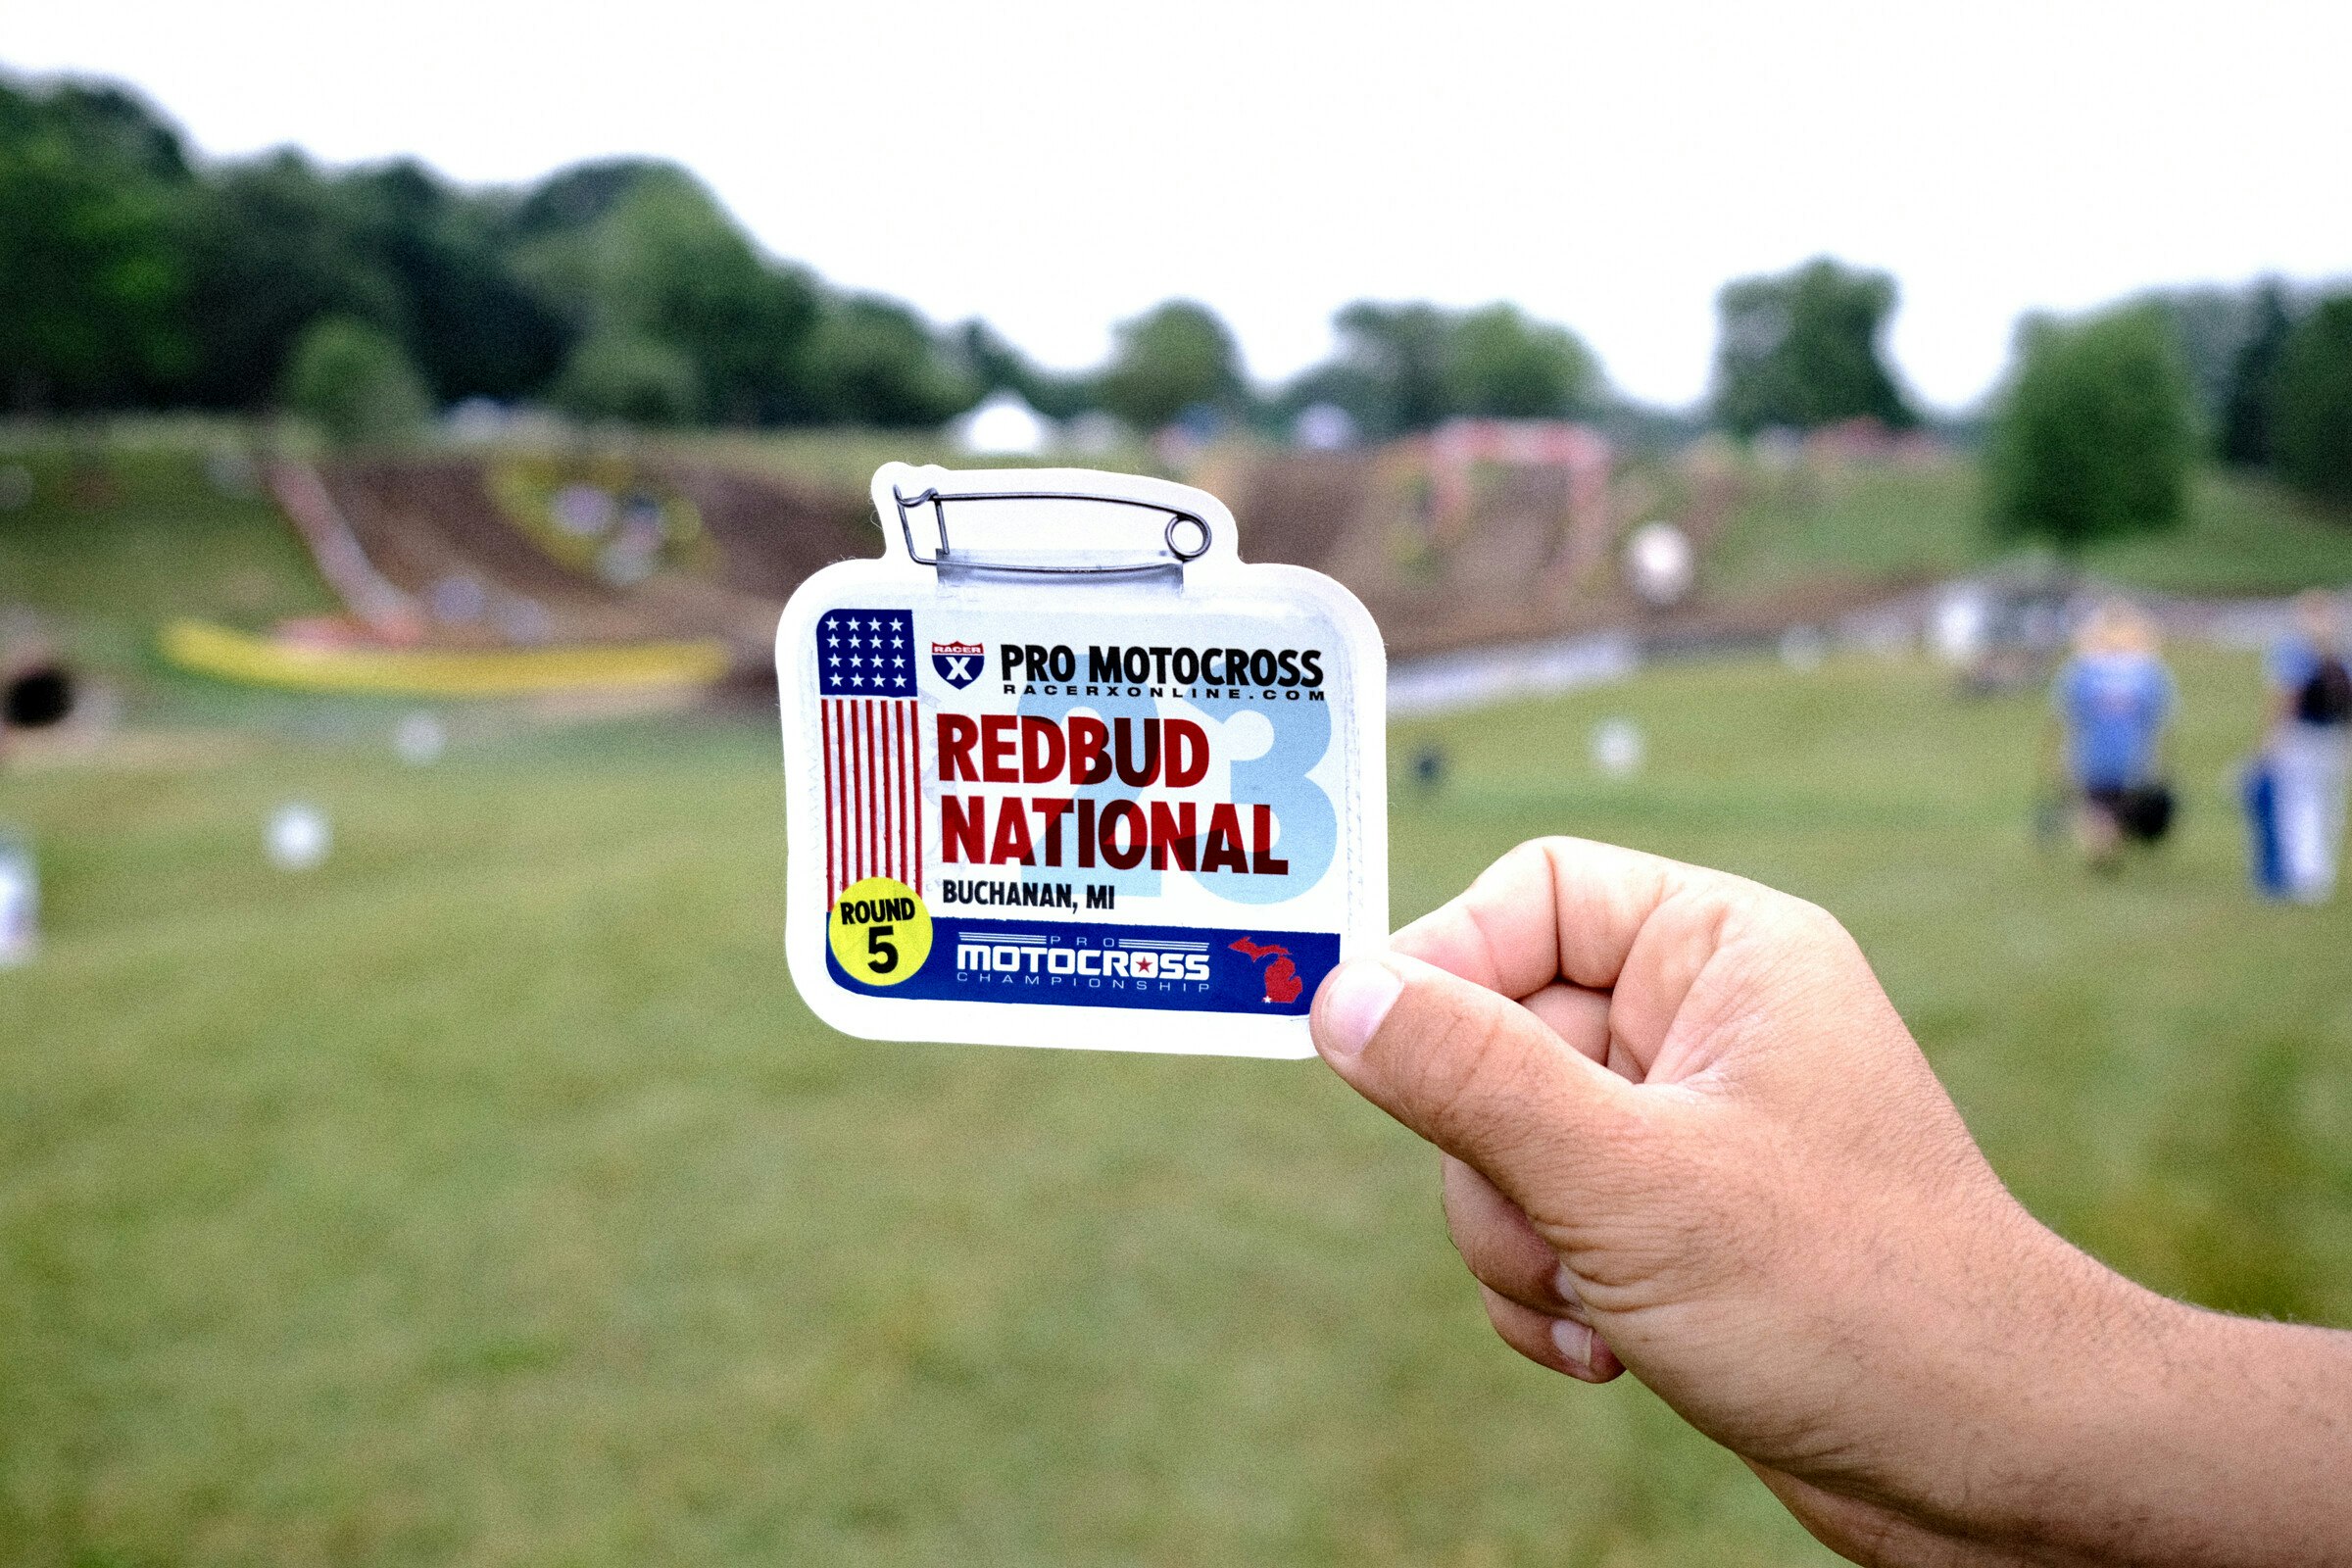 RACER
X
PRO MOTOCROSS
RACERXONLINE.COM
23
REDBUD
NATIONAL
BUCHANAN, MI
ROUND
5
PRO
MOTOCROSS
CHAMPIONSHIP